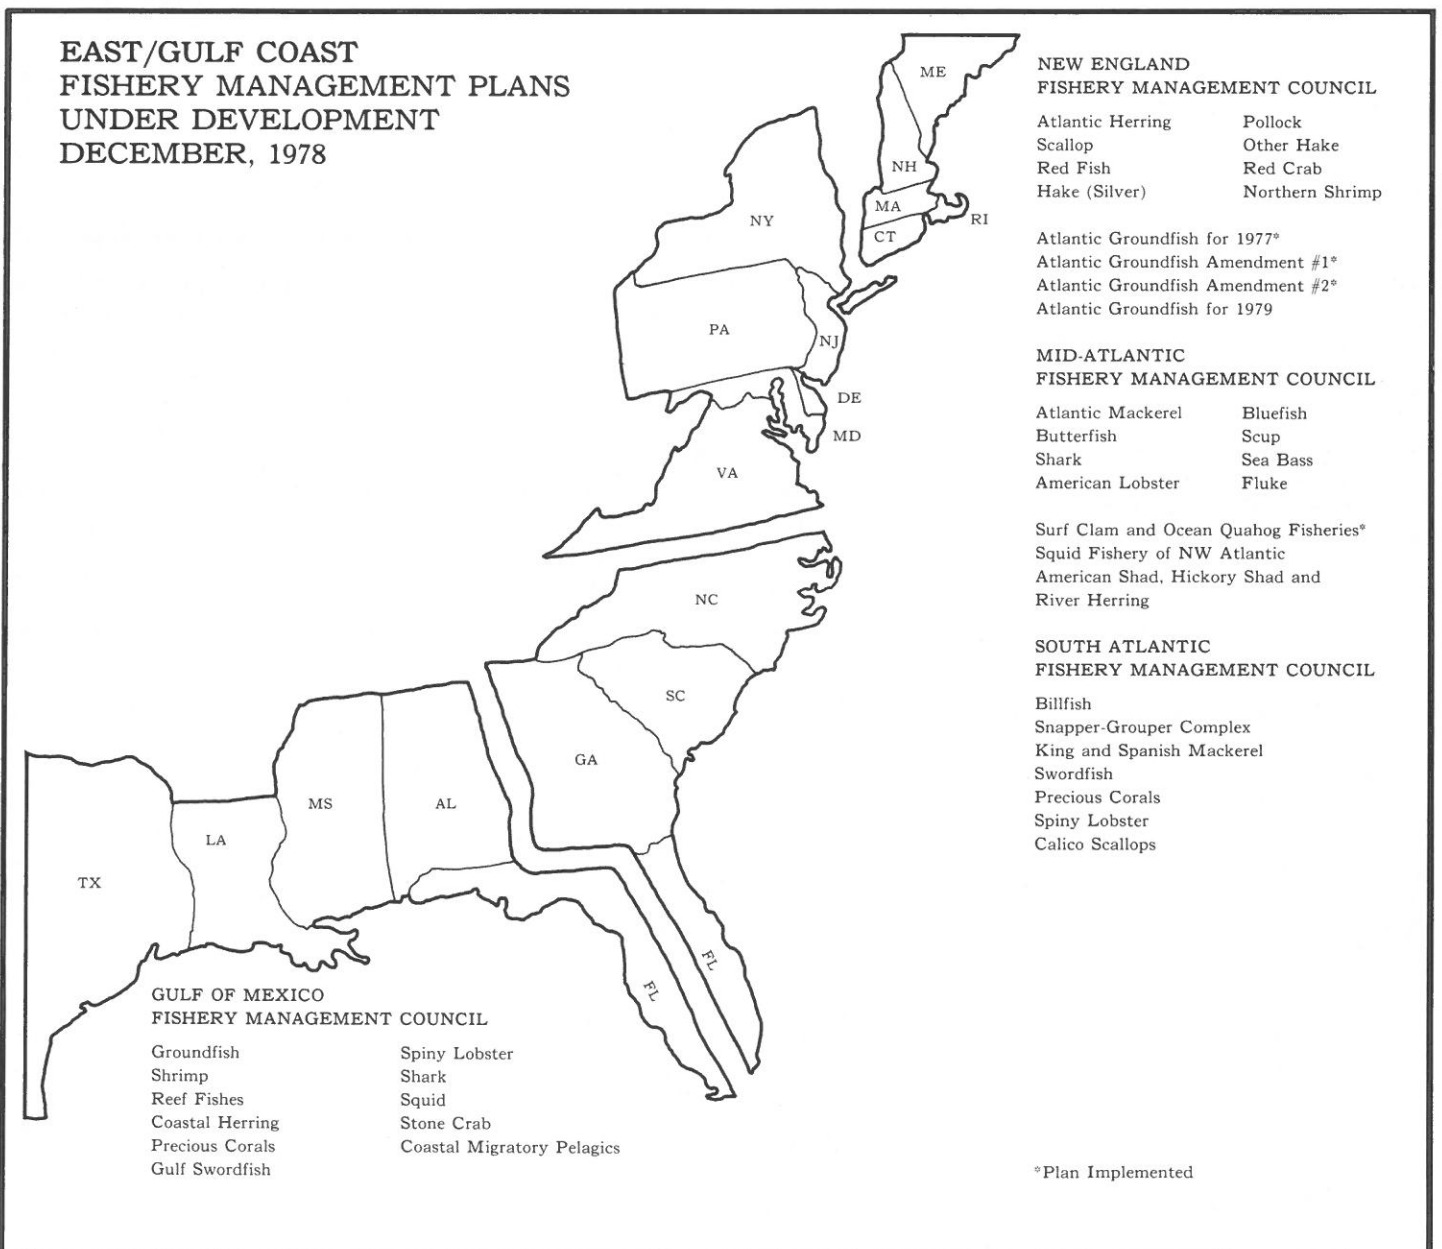 EAST/GULF COAST
FISHERY MANAGEMENT PLANS
UNDER DEVELOPMENT
DECEMBER, 1978
ME
NH
MA
RI
CT
NY
PA
NJ
DE
MD
VA
NC
SC
GA
FL
FL
AL
MS
LA
TX
NEW ENGLAND
FISHERY MANAGEMENT COUNCIL
Atlantic Herring Pollock
Scallop Other Hake
Red Fish Red Crab
Hake (Silver) Northern Shrimp
Atlantic Groundfish for 1977*
Atlantic Groundfish Amendment #1*
Atlantic Groundfish Amendment #2*
Atlantic Groundfish for 1979
MID-ATLANTIC
FISHERY MANAGEMENT COUNCIL
Atlantic Mackerel Bluefish
Butterfish Scup
Shark Sea Bass
American Lobster Fluke
Surf Clam and Ocean Quahog Fisheries*
Squid Fishery of NW Atlantic
American Shad, Hickory Shad and
River Herring
SOUTH ATLANTIC
FISHERY MANAGEMENT COUNCIL
Billfish
Snapper-Grouper Complex
King and Spanish Mackerel
Swordfish
Precious Corals
Spiny Lobster
Calico Scallops
GULF OF MEXICO
FISHERY MANAGEMENT COUNCIL
Groundfish Spiny Lobster
Shrimp Shark
Reef Fishes Squid
Coastal Herring Stone Crab
Precious Corals Coastal Migratory Pelagics
Gulf Swordfish
*Plan Implemented